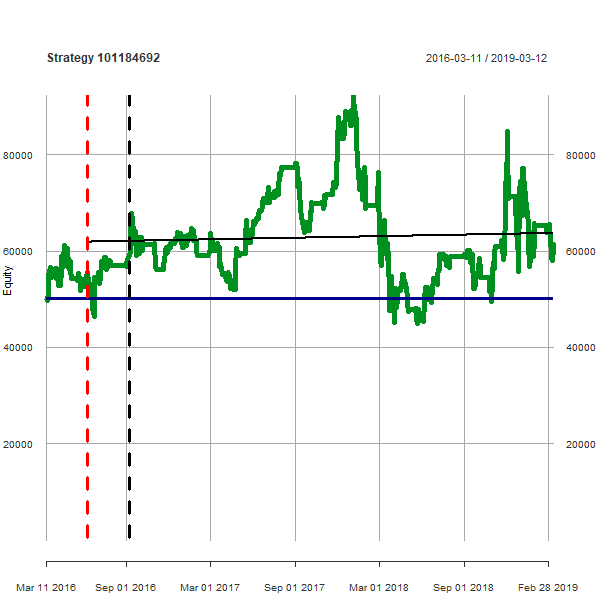 Strategy 101184692
2016-03-11 / 2019-03-12
80000
80000
60000
60000
Equity
40000
40000
20000
20000
Mar 11 2016
Sep 01 2016
Mar 01 2017
Sep 01 2017
Mar 01 2018
Sep 01 2018
Feb 28 2019